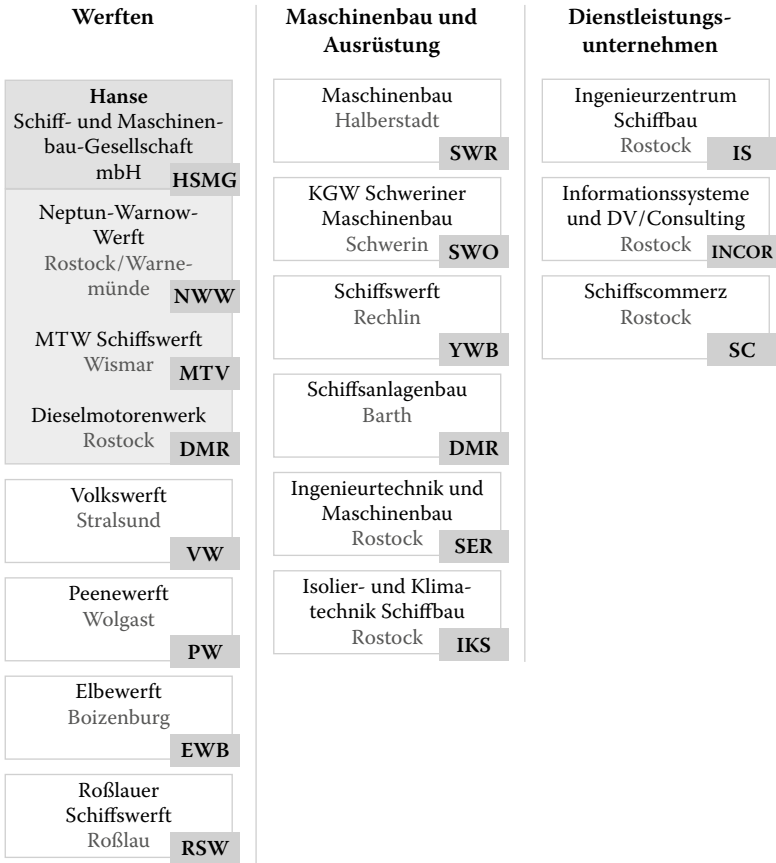 Werften
Hanse
Schiff- und Maschinen-
bau-Gesellschaft
mbH
HSMG
Neptun-Warnow-
Werft
Rostock/Warne-
münde
NWW
MTW Schiffswerft
Wismar
MTV
Dieselmotorenwerk
Rostock
DMR
Volkswerft
Stralsund
VW
Peenewerft
Wolgast
PW
Elbewerft
Boizenburg
EWB
Roßlauer
Schiffswerft
Roßlau
RSW
Maschinenbau und
Ausrüstung
Maschinenbau
Halberstadt
SWR
KGW Schweriner
Maschinenbau
Schwerin
SWO
Schiffswerft
Rechlin
YWB
Schiffsanlagenbau
Barth
DMR
Ingenieurtechnik und
Maschinenbau
Rostock
SER
Isolier- und Klima-
technik Schiffbau
Rostock
IKS
Dienstleistungs-
unternehmen
Ingenieurzentrum
Schiffbau
Rostock
IS
Informationssysteme
und DV/Consulting
Rostock
INCOR
Schiffscommerz
Rostock
SC